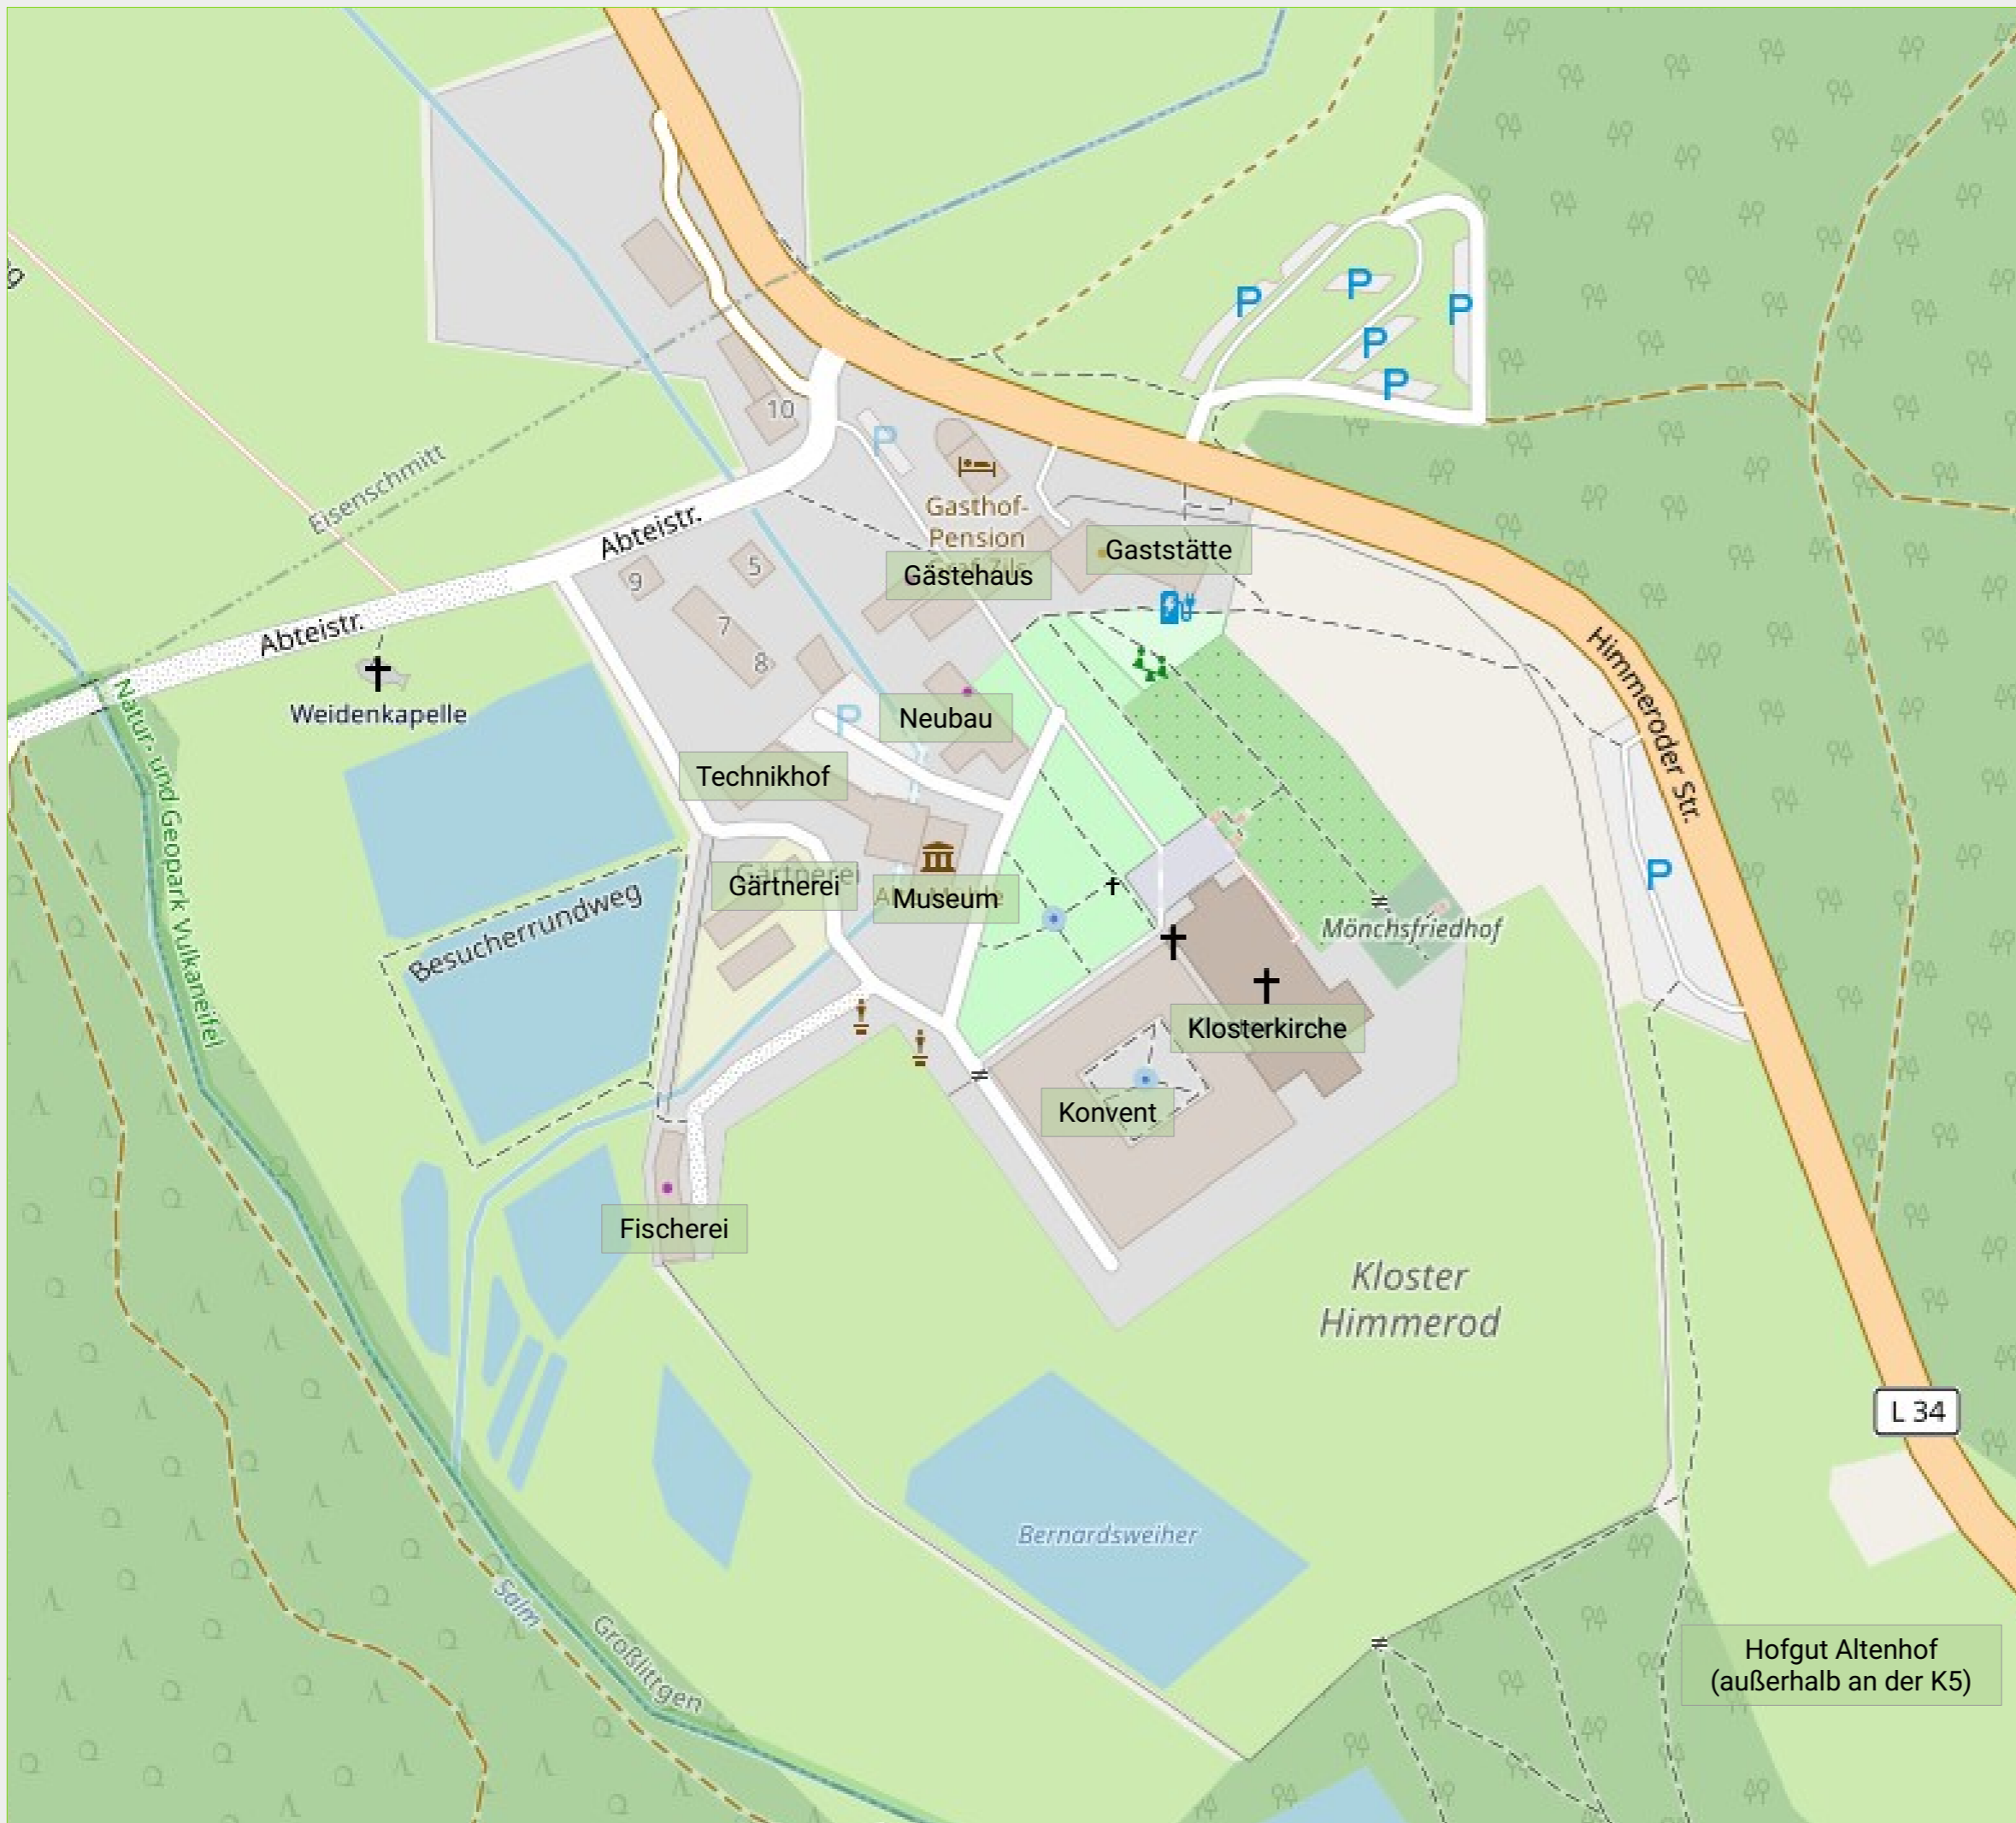 P
P
P
P
P
10
P
Eisenschmitt
Gasthof-
Pension
Abteistr.
Gaststätte
Gästehaus
9
5
7
8
Abteistr.
Himmeroder Str.
Weidenkapelle
Natur- und Geopark Vulkaneifel
P
Neubau
Technikhof
Gärtnerei
Gärtnerei
Museum
P
Besucherrundweg
Mönchsfriedhof
Klosterkirche
Konvent
Fischerei
Kloster
Himmerod
L 34
Bernardsweiher
Salm
Großlittgen
Hofgut Altenhof
(außerhalb an der K5)